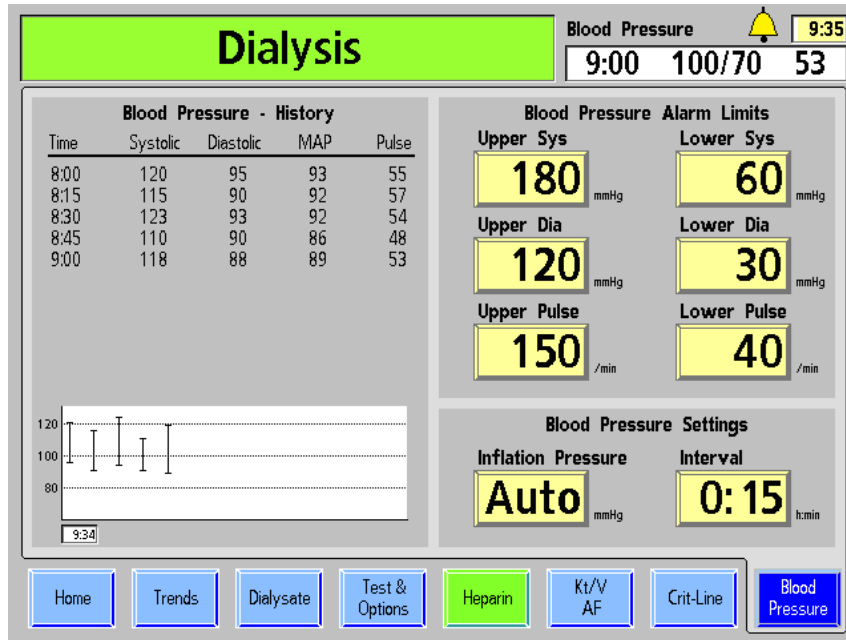 Dialysis
Blood Pressure
9:35
9:00 100/70 53
Blood Pressure - History
Time Systolic Diastolic MAP Pulse
8:00 120 95 93 55
8:15 115 90 92 57
8:30 123 93 92 54
8:45 110 90 86 48
9:00 118 88 89 53
120
100
80
9:34
Blood Pressure Alarm Limits
Upper Sys Lower Sys
180 mmHg 60 mmHg
Upper Dia Lower Dia
120 mmHg 30 mmHg
Upper Pulse Lower Pulse
150 /min 40 /min
Blood Pressure Settings
Inflation Pressure Interval
Auto mmHg 0:15 h:min
Home
Trends
Dialysate
Test &
Options
Heparin
Kt/V
AF
Crit-Line
Blood
Pressure